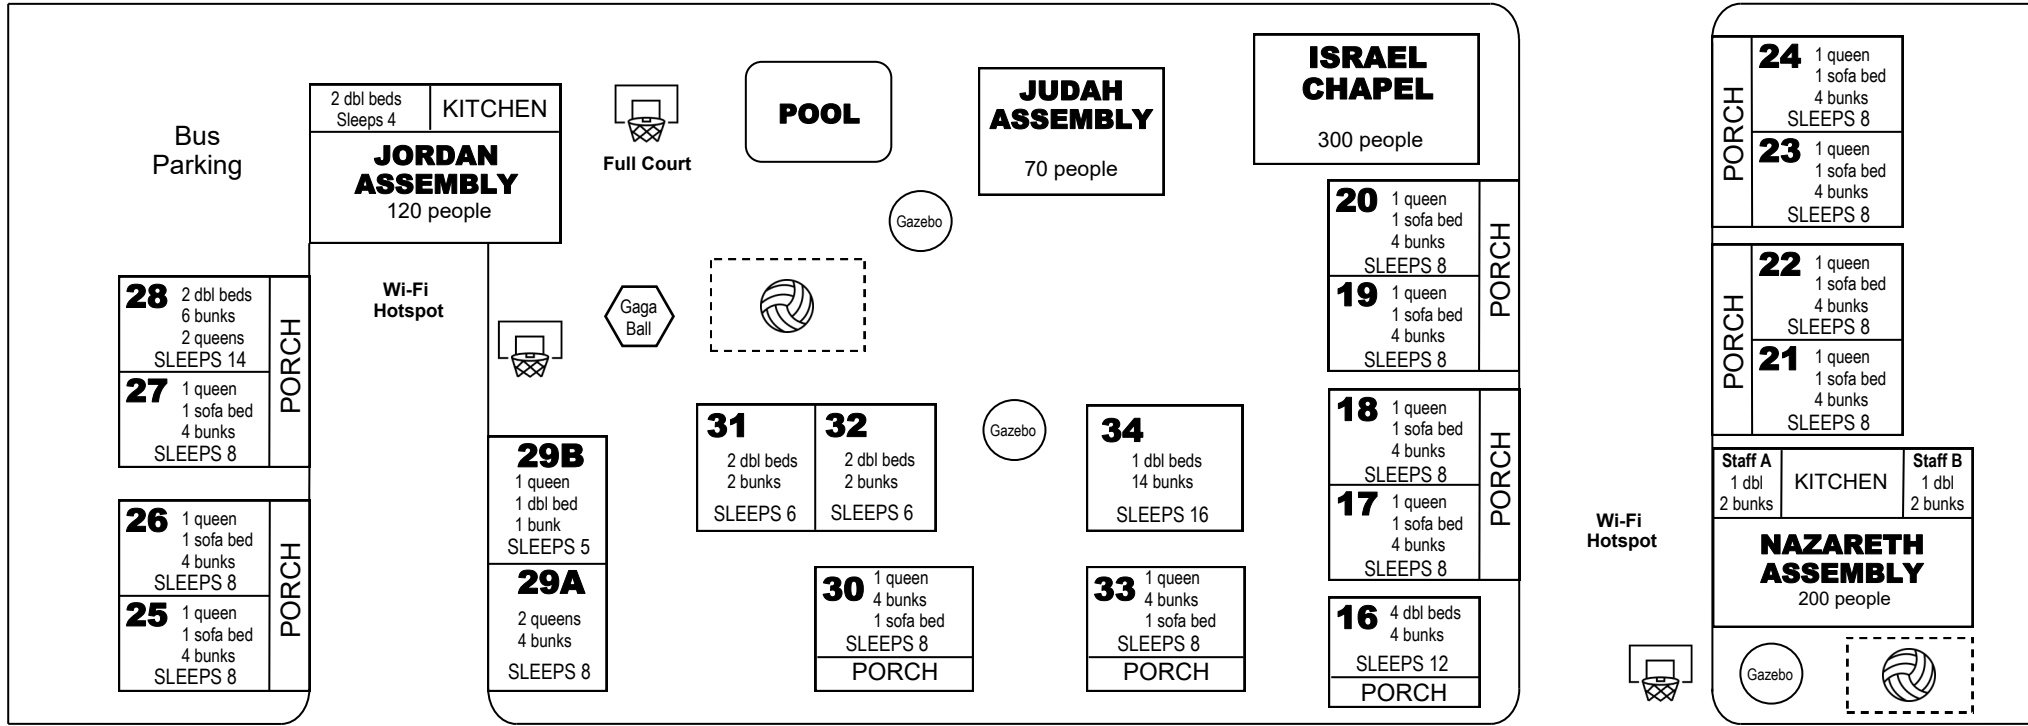 Bus
Parking
2 dbl beds
Sleeps 4
KITCHEN
JORDAN
ASSEMBLY
120 people
Full Court
POOL
JUDAH
ASSEMBLY
70 people
ISRAEL
CHAPEL
300 people
Gazebo
Wi-Fi
Hotspot
Gaga
Ball
28
2 dbl beds
6 bunks
2 queens
SLEEPS 14
27
1 queen
1 sofa bed
4 bunks
SLEEPS 8
PORCH
26
1 queen
1 sofa bed
4 bunks
SLEEPS 8
25
1 queen
1 sofa bed
4 bunks
SLEEPS 8
PORCH
29B
1 queen
1 dbl bed
1 bunk
SLEEPS 5
29A
2 queens
4 bunks
SLEEPS 8
31
2 dbl beds
2 bunks
SLEEPS 6
32
2 dbl beds
2 bunks
SLEEPS 6
Gazebo
34
1 dbl beds
14 bunks
SLEEPS 16
30
1 queen
4 bunks
1 sofa bed
SLEEPS 8
PORCH
33
1 queen
4 bunks
1 sofa bed
SLEEPS 8
PORCH
20
1 queen
1 sofa bed
4 bunks
SLEEPS 8
19
1 queen
1 sofa bed
4 bunks
SLEEPS 8
PORCH
18
1 queen
1 sofa bed
4 bunks
SLEEPS 8
17
1 queen
1 sofa bed
4 bunks
SLEEPS 8
PORCH
16
4 dbl beds
4 bunks
SLEEPS 12
PORCH
24
1 queen
1 sofa bed
4 bunks
SLEEPS 8
23
1 queen
1 sofa bed
4 bunks
SLEEPS 8
PORCH
22
1 queen
1 sofa bed
4 bunks
SLEEPS 8
21
1 queen
1 sofa bed
4 bunks
SLEEPS 8
PORCH
Wi-Fi
Hotspot
Staff A
1 dbl
2 bunks
KITCHEN
Staff B
1 dbl
2 bunks
NAZARETH
ASSEMBLY
200 people
Gazebo